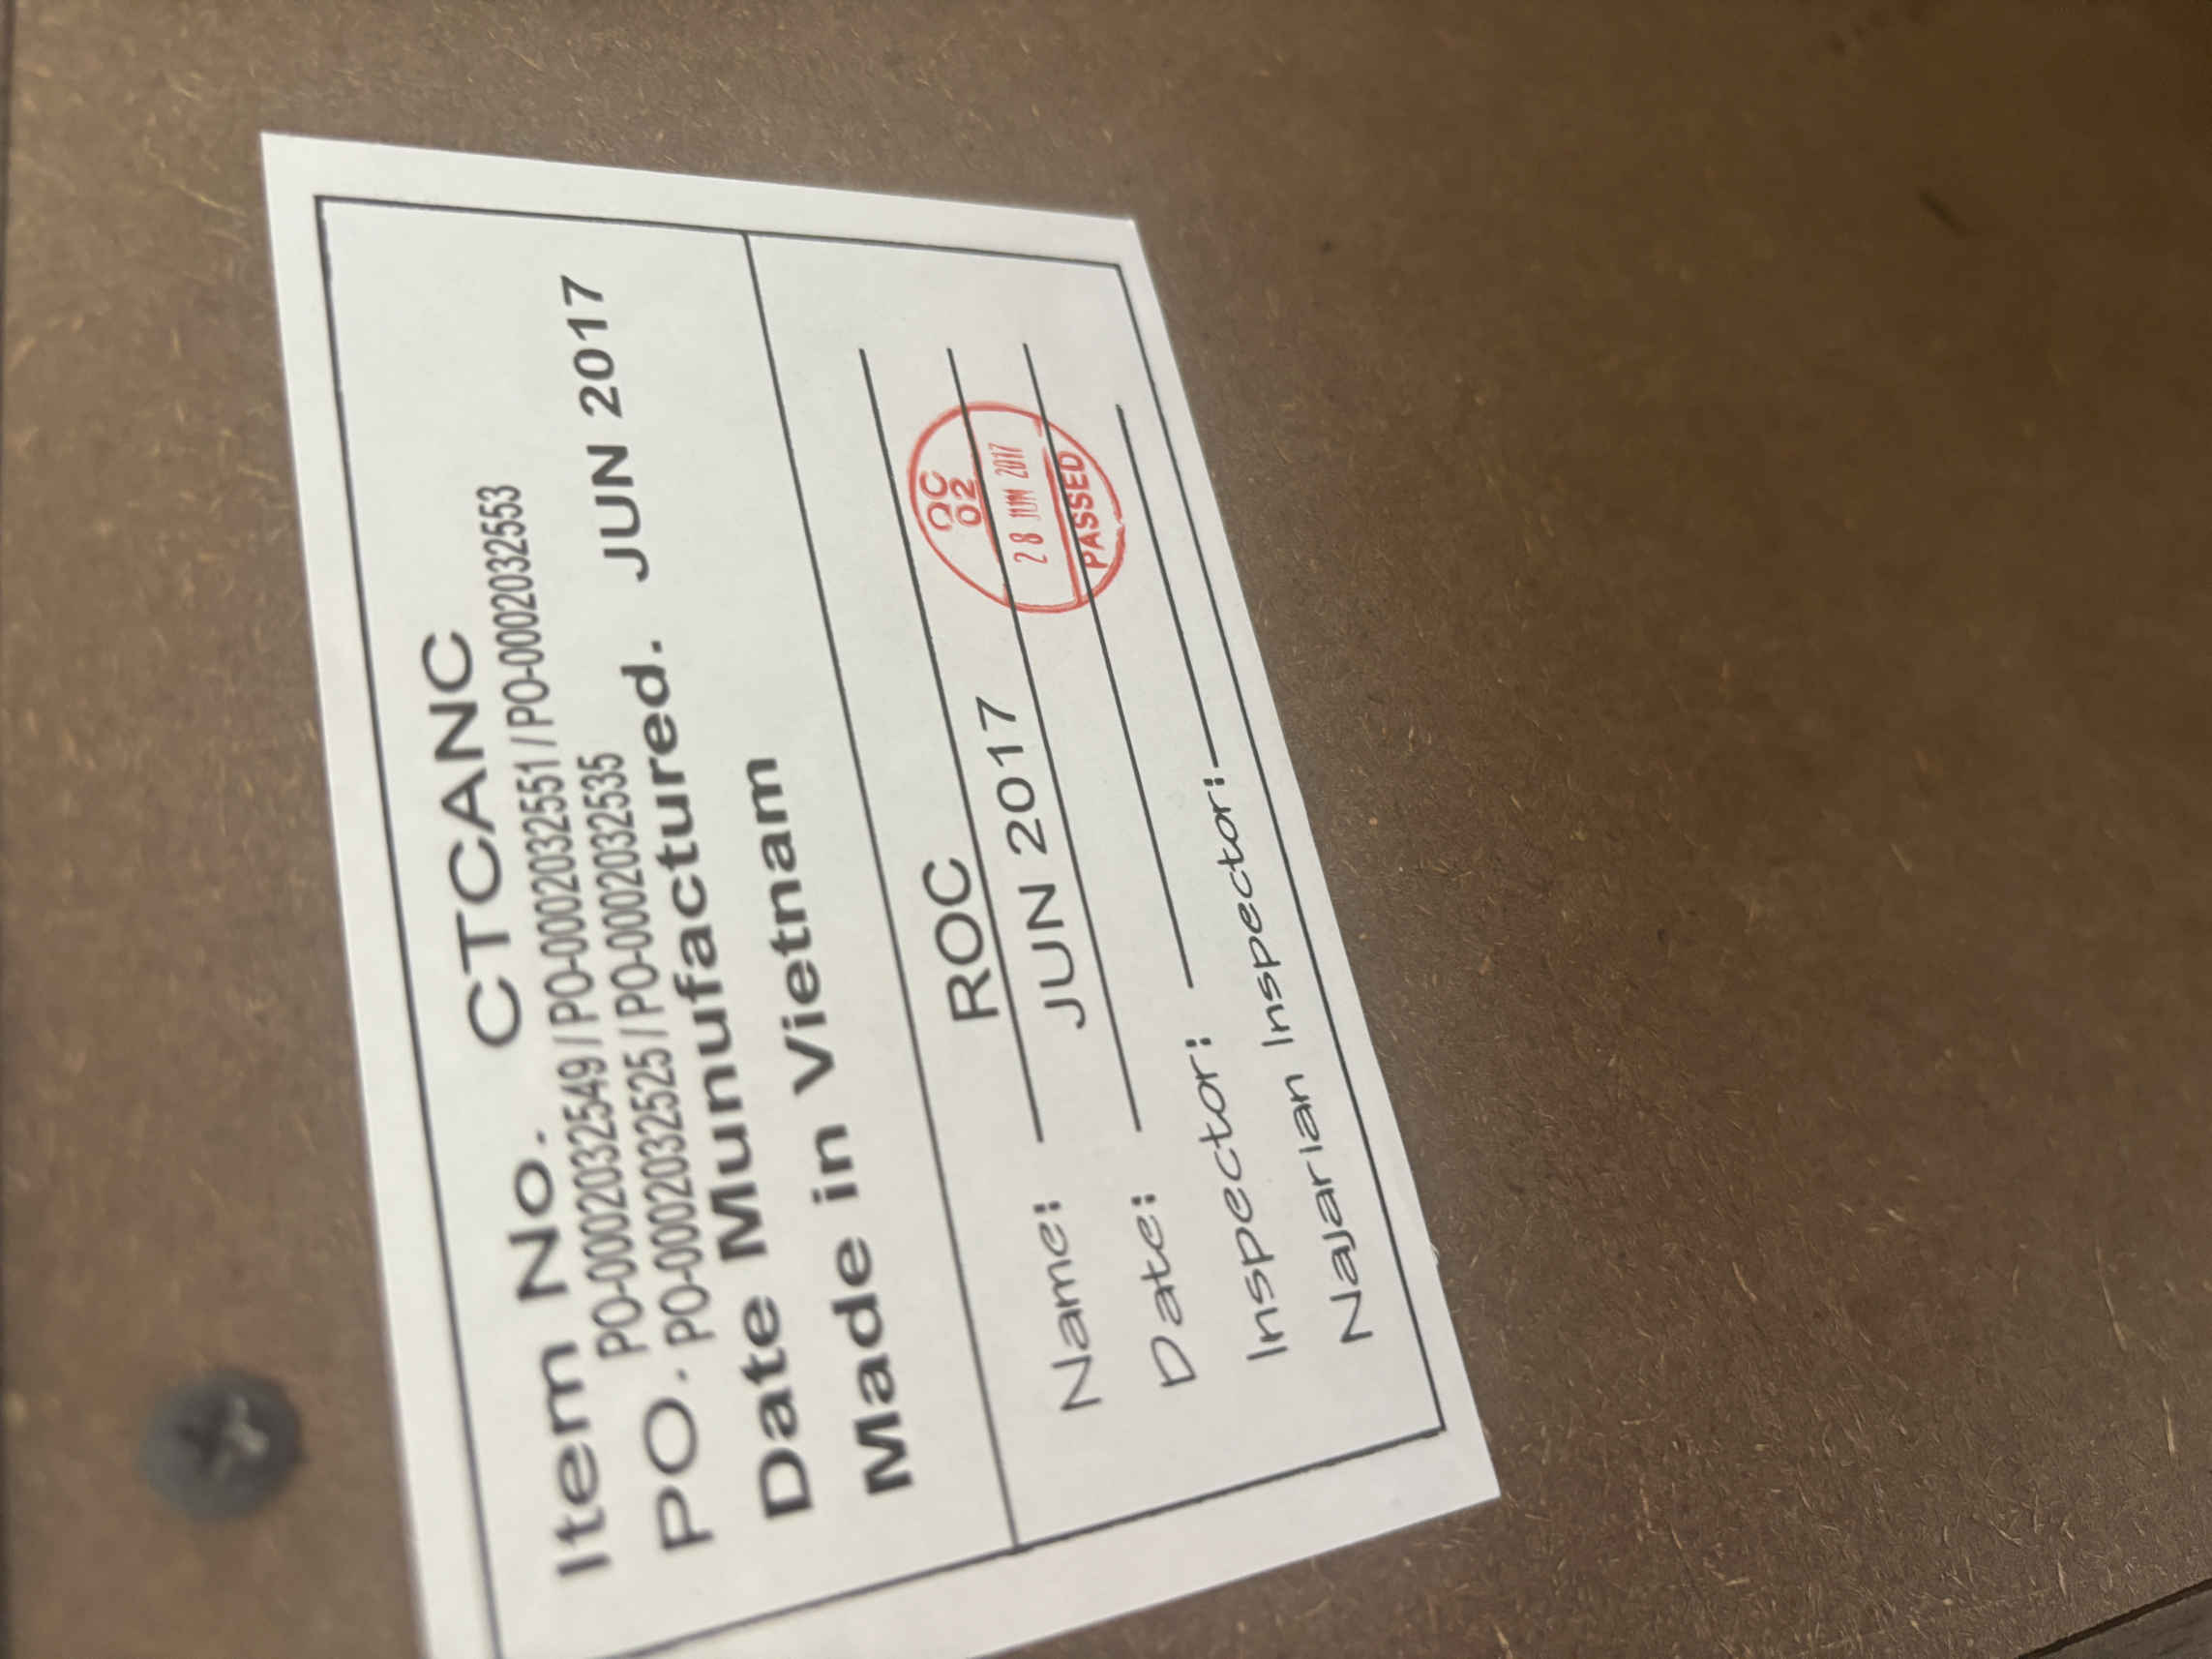 Item No. CTCANC
PO-0002032549 / PO-0002032551 / PO-0002032553
PO. PO-0002032525 / PO-0002032535
Date Munufactured. JUN 2017
Made in Vietnam
Name: ROC
Date: JUN 2017
Inspector:
Najarian Inspector:
QC
02
28 JUN 2017
PASSED